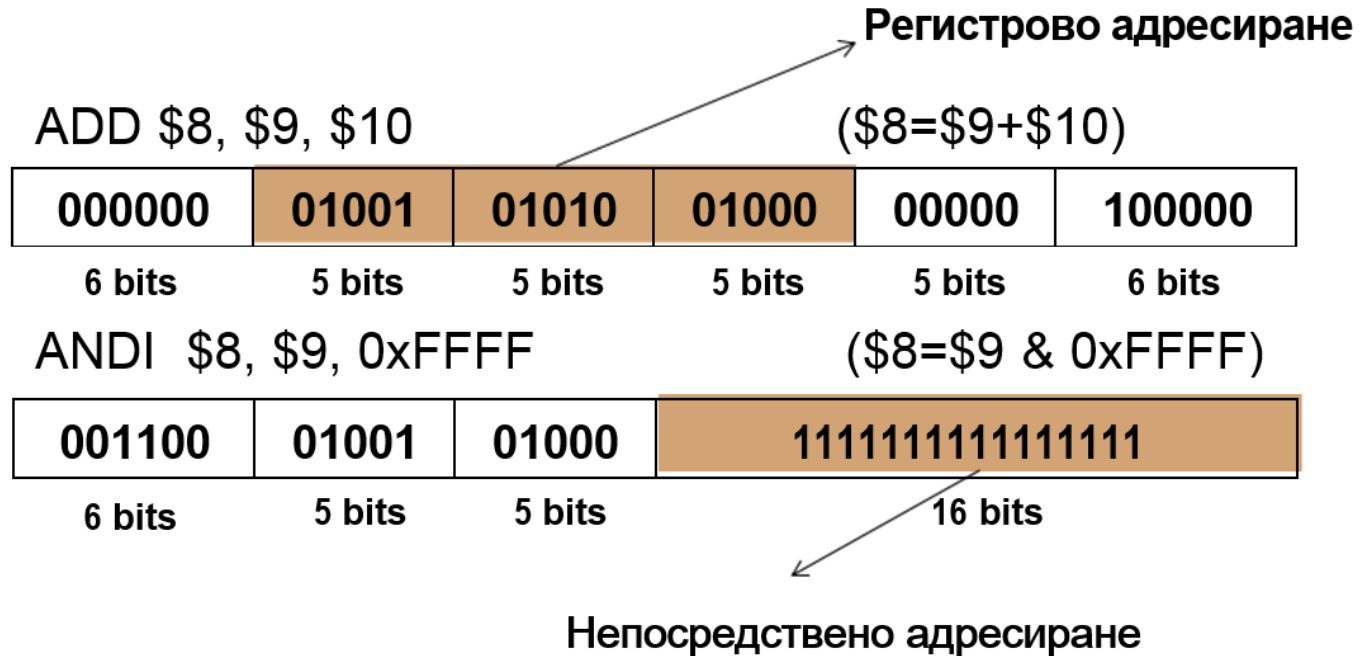 Регистрово адресиране
ADD $8, $9, $10 ($8=$9+$10)
000000 01001 01010 01000 00000 100000
6 bits 5 bits 5 bits 5 bits 5 bits 6 bits
ANDI $8, $9, 0xFFFF ($8=$9 & 0xFFFF)
001100 01001 01000 1111111111111111
6 bits 5 bits 5 bits 16 bits
Непосредствено адресиране